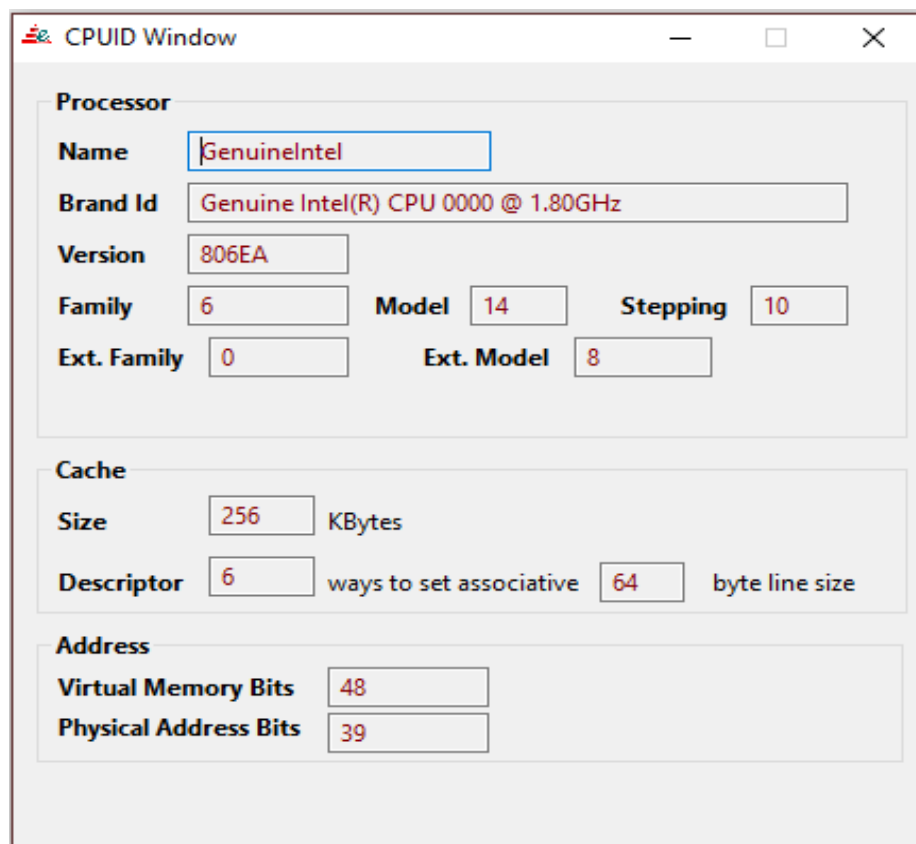 CPUID Window
Processor
Name GenuineIntel
Brand Id Genuine Intel(R) CPU 0000 @ 1.80GHz
Version 806EA
Family 6 Model 14 Stepping 10
Ext. Family 0 Ext. Model 8
Cache
Size 256 KBytes
Descriptor 6 ways to set associative 64 byte line size
Address
Virtual Memory Bits 48
Physical Address Bits 39